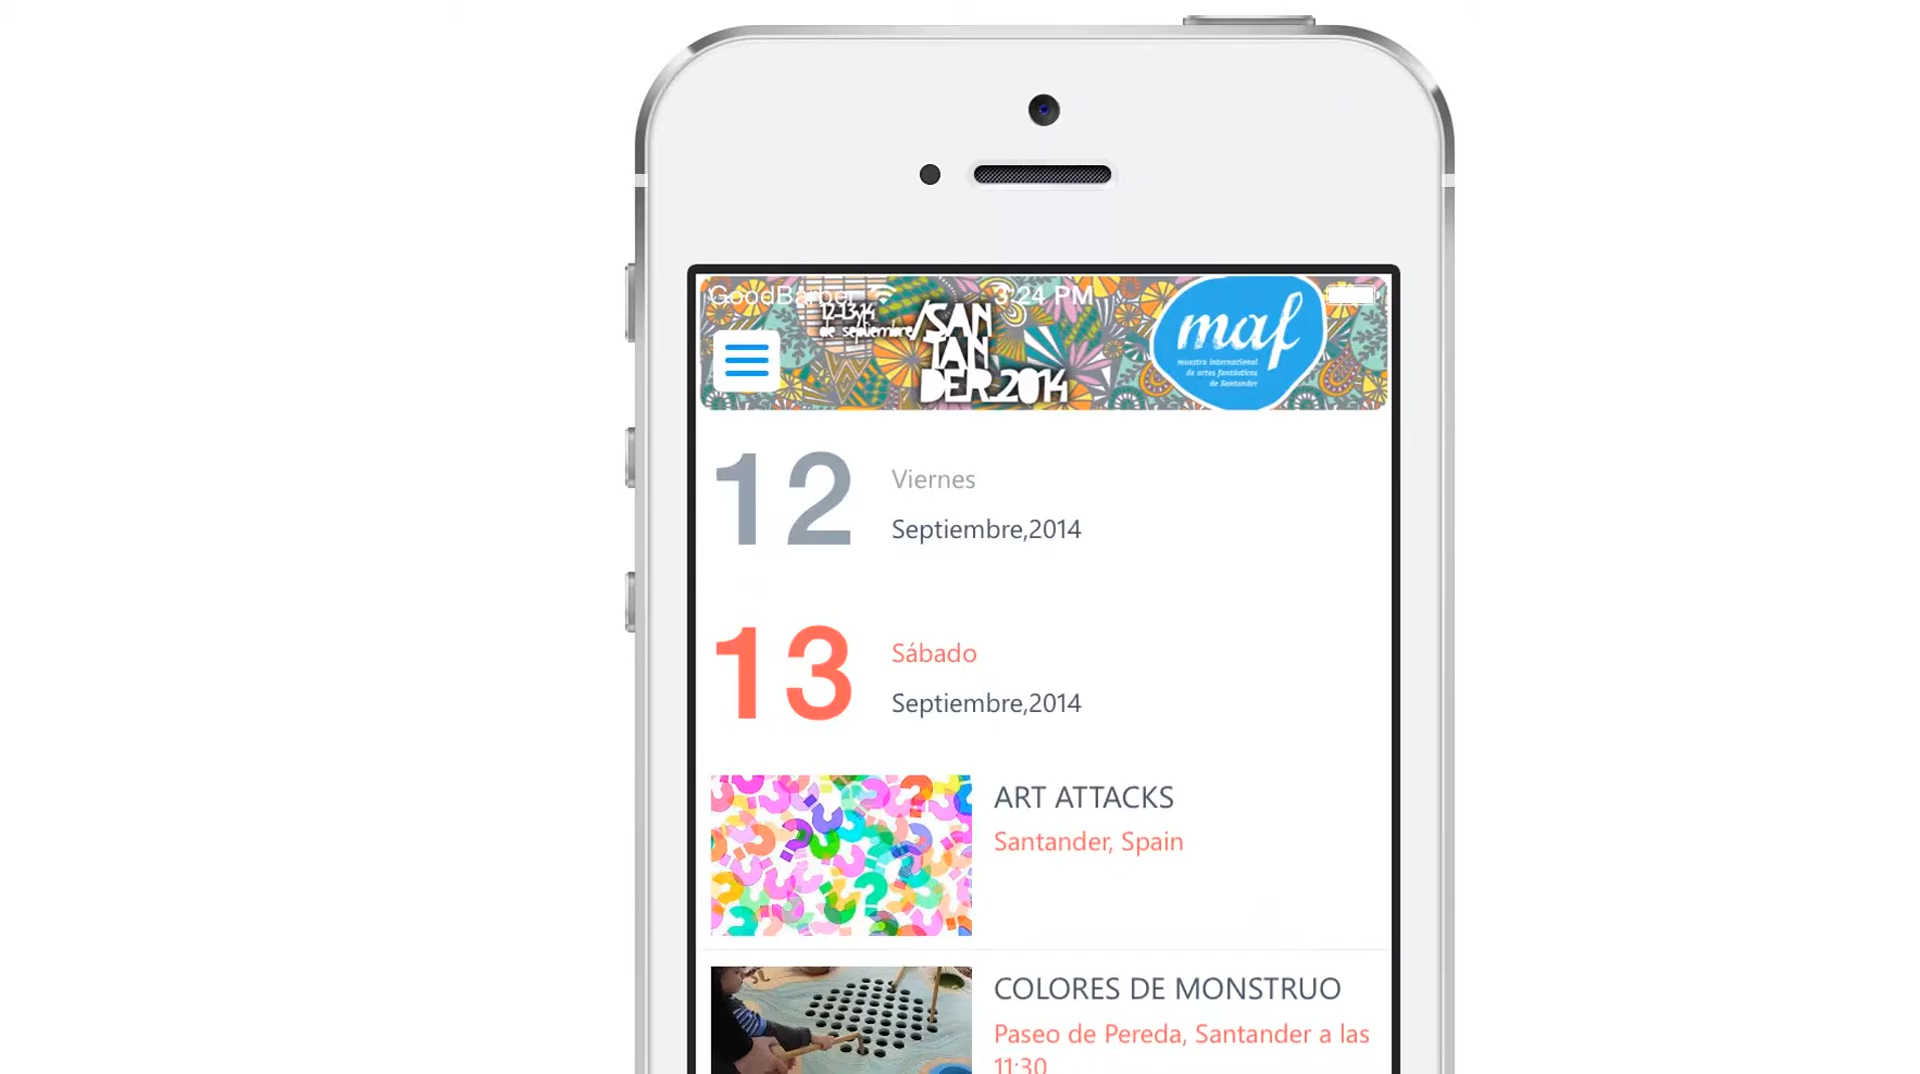 GoodBarber 3:24 PM
12-13y14
de septiembre
/SAN
TAN
DER.2014
maf
muestra internacional
de artes fantásticas
de Santander
12
Viernes
Septiembre,2014
13
Sábado
Septiembre,2014
ART ATTACKS
Santander, Spain
COLORES DE MONSTRUO
Paseo de Pereda, Santander a las
11:30